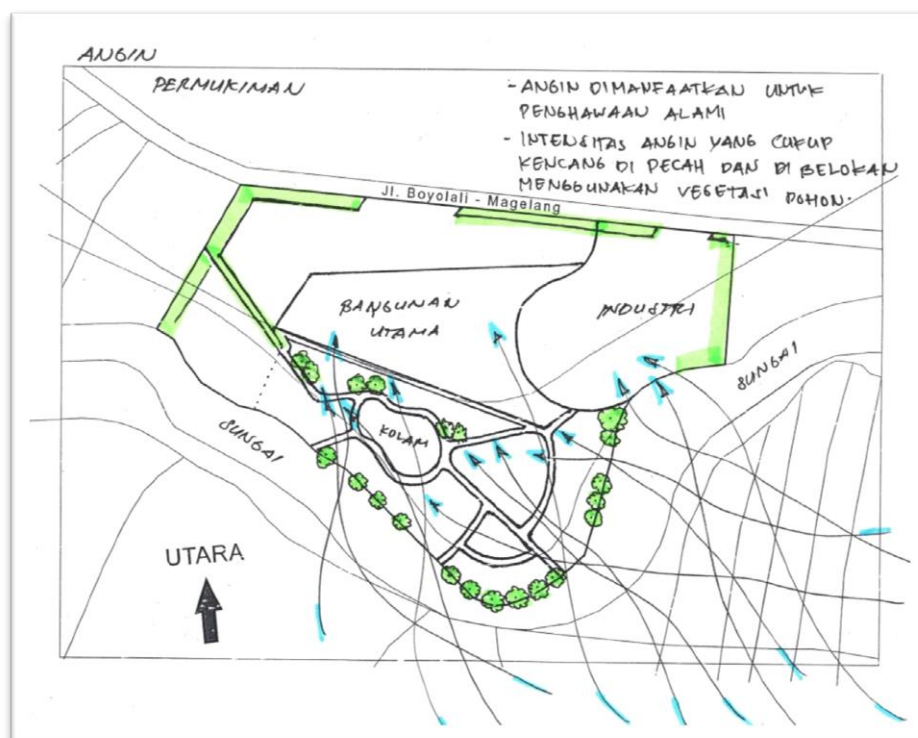 ANGIN
PERMUKIMAN
- ANGIN DIMANFAATKAN UNTUK
PENGHAWAAN ALAMI
- INTENSITAS ANGIN YANG CUKUP
KENCANG DI PECAH DAN DI BELOKAN
MENGGUNAKAN VEGETASI POHON.
Jl. Boyolali - Magelang
BANGUNAN
UTAMA
INDUSTRI
SUNGAI
KOLAM
SUNGAI
UTARA